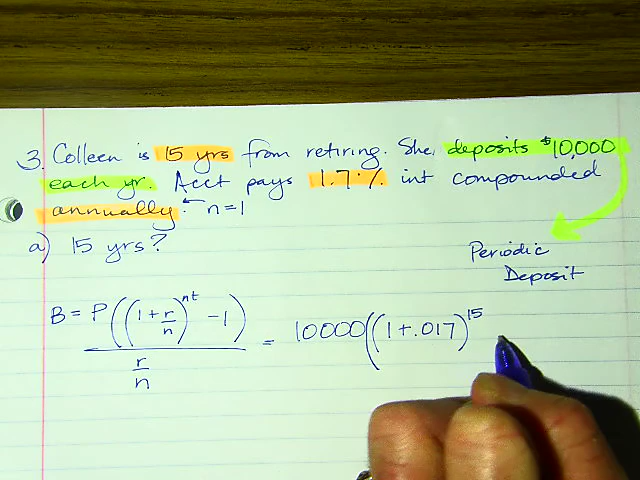 3. Colleen is 15 yrs from retiring. She deposits $10,000
each yr. Acct pays 1.7% int compounded
annually. ← n=1
a) 15 yrs?
Periodic
Deposit
B = P((1 + r/n)^nt - 1) / (r/n) = 10000((1+.017)^15